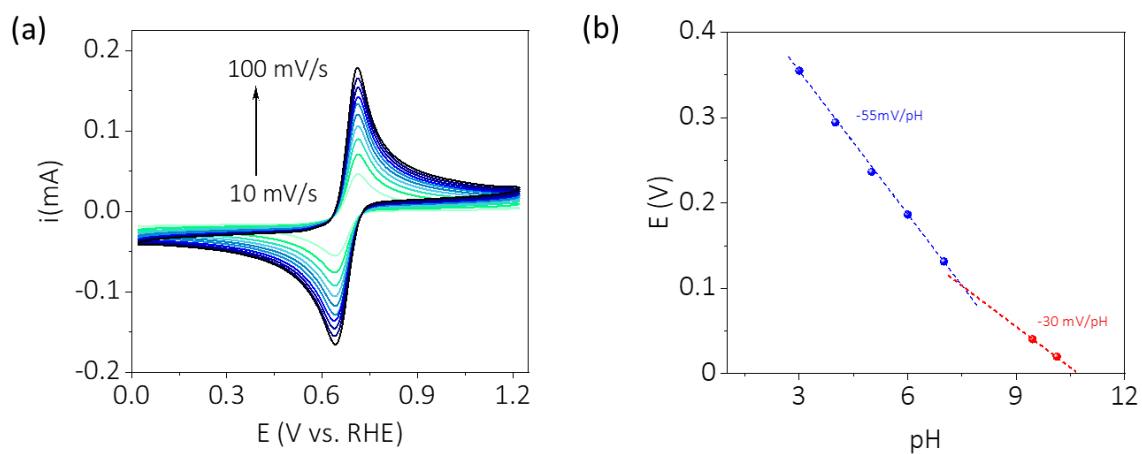 (a)
0.2
0.1
0.0
-0.1
-0.2
i(mA)
100 mV/s
10 mV/s
0.0
0.3
0.6
0.9
1.2
E (V vs. RHE)
(b)
0.4
0.3
0.2
0.1
0
E (V)
-55mV/pH
-30 mV/pH
3
6
9
12
pH